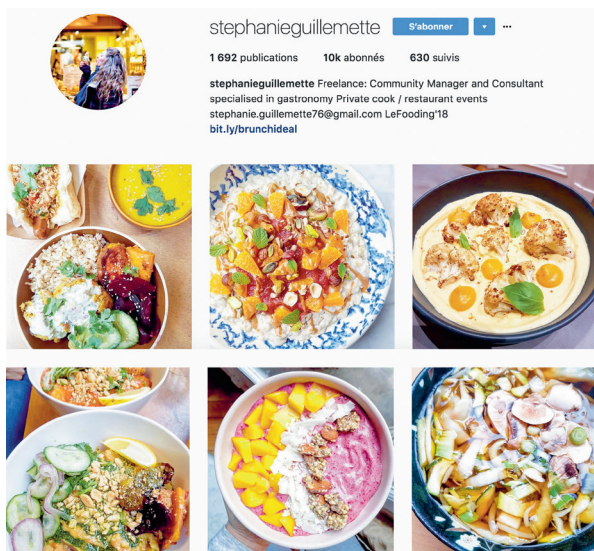 stephanieguillemette S'abonner
1 692 publications 10k abonnés 630 suivis
stephanieguillemette Freelance: Community Manager and Consultant
specialised in gastronomy Private cook / restaurant events
stephanie.guillemette76@gmail.com LeFooding'18
bit.ly/brunchideal